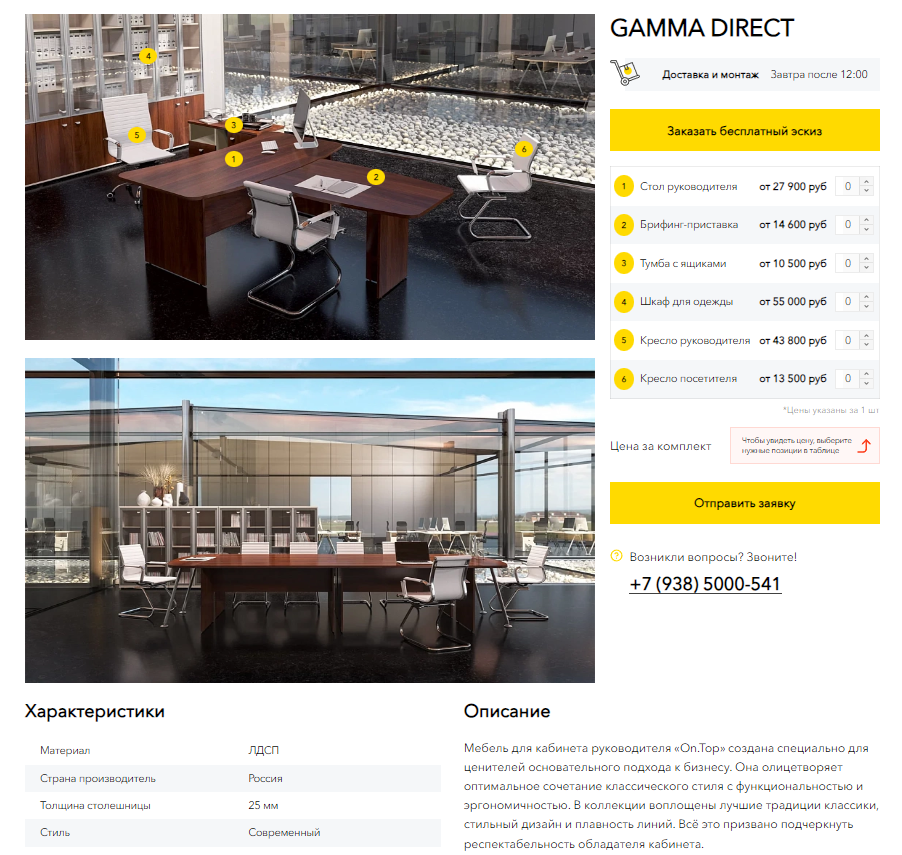 4
5
3
1
2
6
GAMMA DIRECT
Доставка и монтаж Завтра после 12:00
Заказать бесплатный эскиз
1 Стол руководителя от 27 900 руб 0
2 Брифинг-приставка от 14 600 руб 0
3 Тумба с ящиками от 10 500 руб 0
4 Шкаф для одежды от 55 000 руб 0
5 Кресло руководителя от 43 800 руб 0
6 Кресло посетителя от 13 500 руб 0
*Цены указаны за 1 шт
Цена за комплект
Чтобы увидеть цену, выберите
нужные позиции в таблице
Отправить заявку
Возникли вопросы? Звоните!
+7 (938) 5000-541
Характеристики
Материал ЛДСП
Страна производитель Россия
Толщина столешницы 25 мм
Стиль Современный
Описание
Мебель для кабинета руководителя «On.Top» создана специально для
ценителей основательного подхода к бизнесу. Она олицетворяет
оптимальное сочетание классического стиля с функциональностью и
эргономичностью. В коллекции воплощены лучшие традиции классики,
стильный дизайн и плавность линий. Всё это призвано подчеркнуть
респектабельность обладателя кабинета.